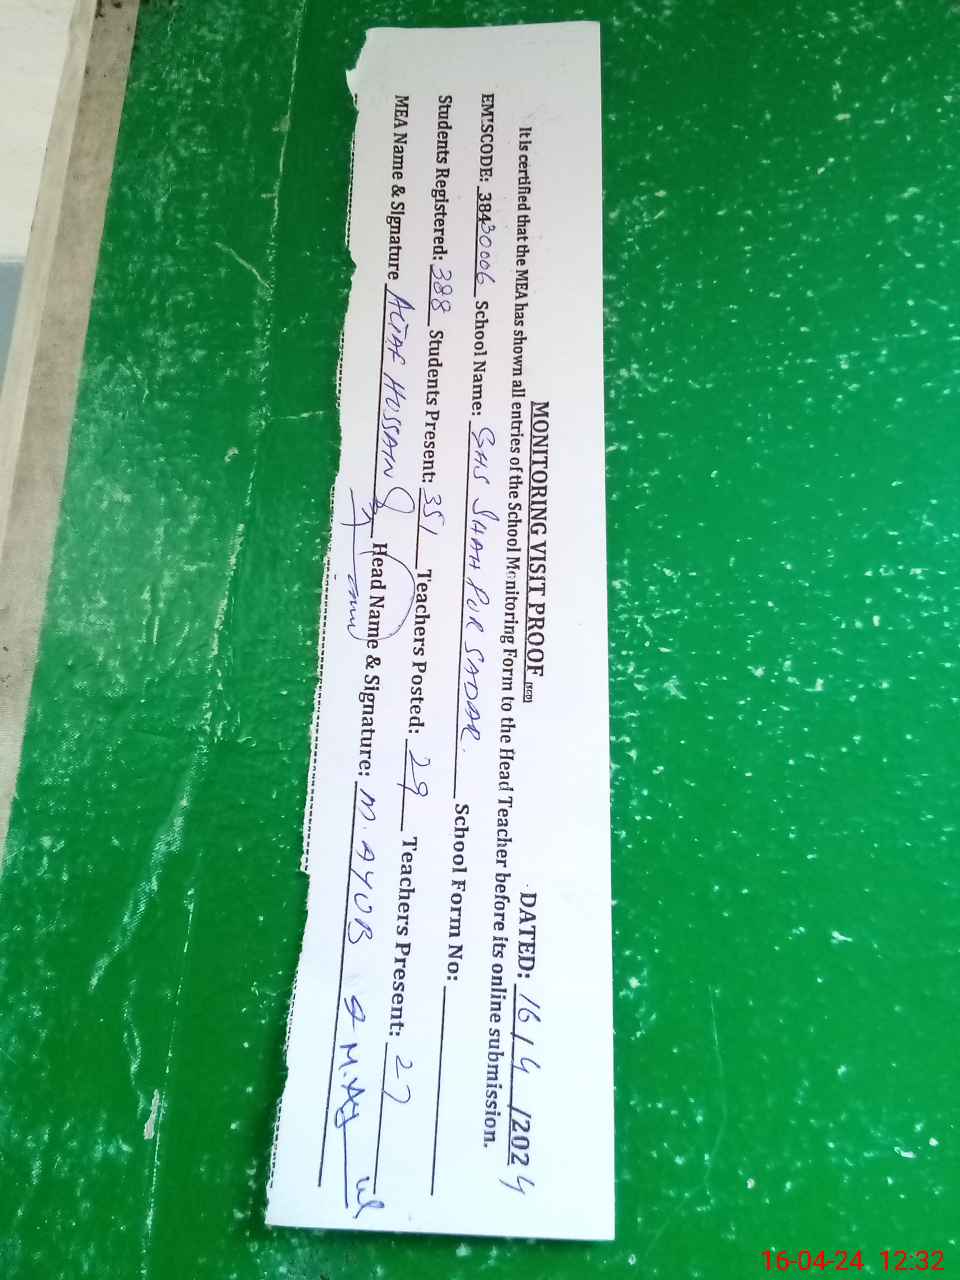 MONITORING VISIT PROOF DATED: 16/4/2024
It is certified that the MEA has shown all entries of the School Monitoring Form to the Head Teacher before its online submission.
EMISCODE: 38430006 School Name: GHS SHAH PUR SADAR. School Form No:
Students Registered: 388 Students Present: 351 Teachers Posted: 29 Teachers Present: 27
MEA Name & Signature ALTAF HUSSAIN Head Name & Signature: M. AYUB
16-04-24 12:32